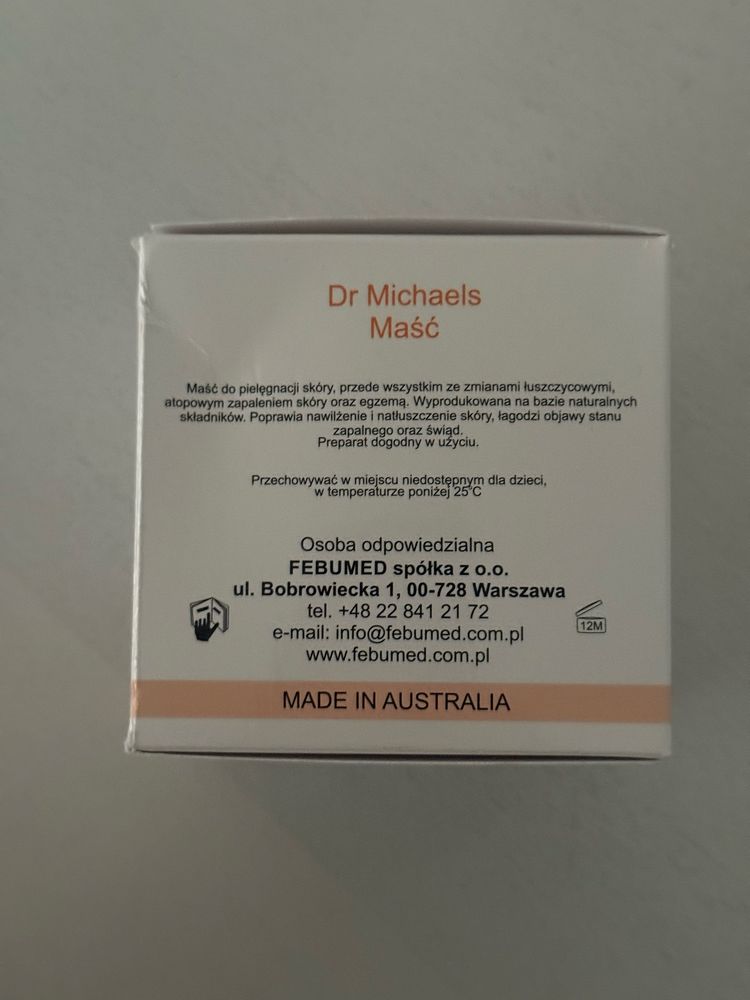 Dr Michaels
Maść
Maść do pielęgnacji skóry, przede wszystkim ze zmianami łuszczycowymi,
atopowym zapaleniem skóry oraz egzemą. Wyprodukowana na bazie naturalnych
składników. Poprawia nawilżenie i natłuszczenie skóry, łagodzi objawy stanu
zapalnego oraz świąd.
Preparat dogodny w użyciu.
Przechowywać w miejscu niedostępnym dla dzieci,
w temperaturze poniżej 25°C
Osoba odpowiedzialna
FEBUMED spółka z o.o.
ul. Bobrowiecka 1, 00-728 Warszawa
tel. +48 22 841 21 72
e-mail: info@febumed.com.pl
www.febumed.com.pl
12M
MADE IN AUSTRALIA